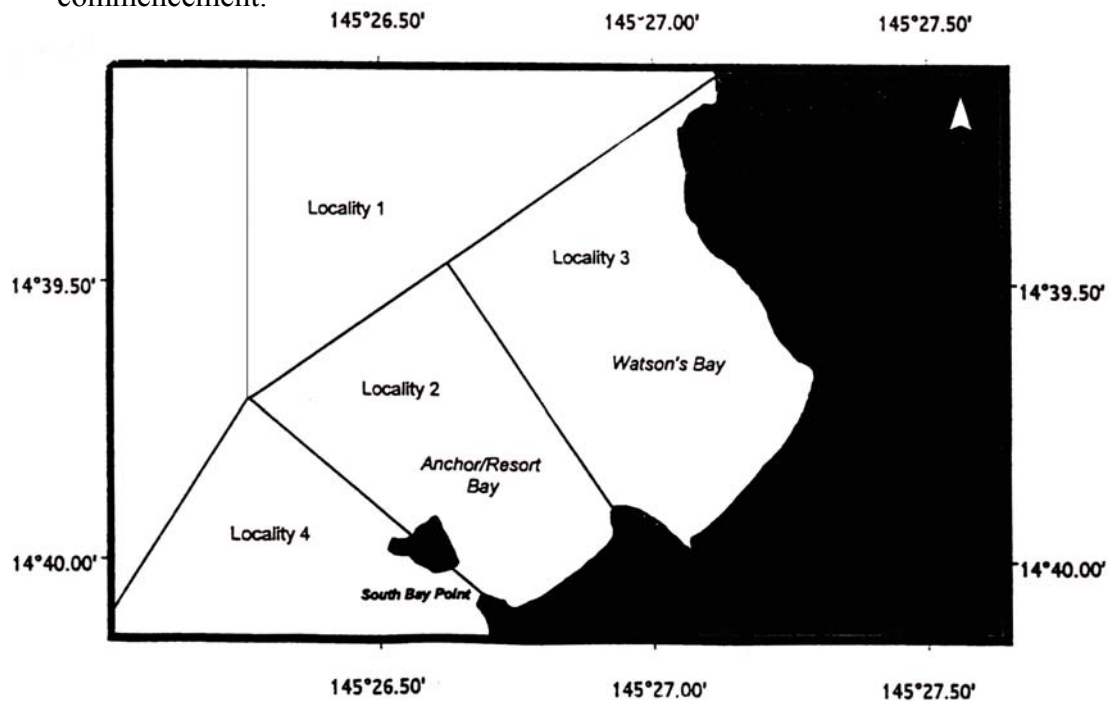 commencement.
145°26.50' 145°27.00' 145°27.50'
Locality 1
Locality 3
14°39.50' 14°39.50'
Watson's Bay
Locality 2
Anchor/Resort
Bay
Locality 4
14°40.00' 14°40.00'
South Bay Point
145°26.50' 145°27.00' 145°27.50'